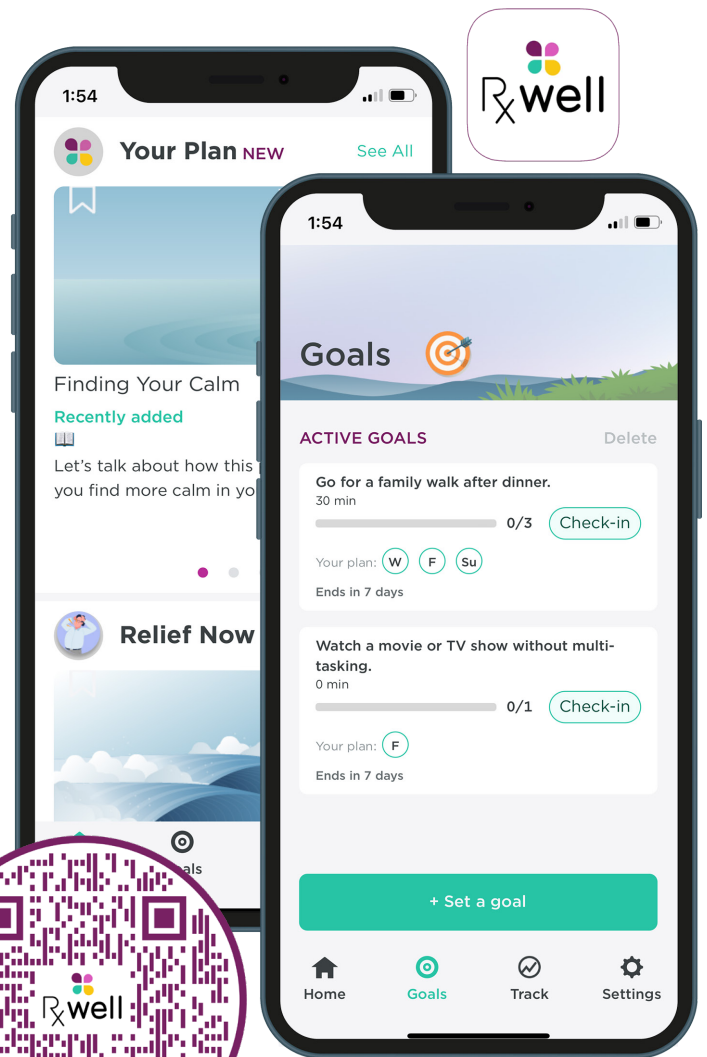 RxWell
1:54
Your Plan NEW
See All
Finding Your Calm
Recently added
Let's talk about how this
you find more calm in yo
Relief Now
als
RxWell
1:54
Goals
ACTIVE GOALS
Delete
Go for a family walk after dinner.
30 min
0/3
Check-in
Your plan: W F Su
Ends in 7 days
Watch a movie or TV show without multi-
tasking.
0 min
0/1
Check-in
Your plan: F
Ends in 7 days
+ Set a goal
Home
Goals
Track
Settings